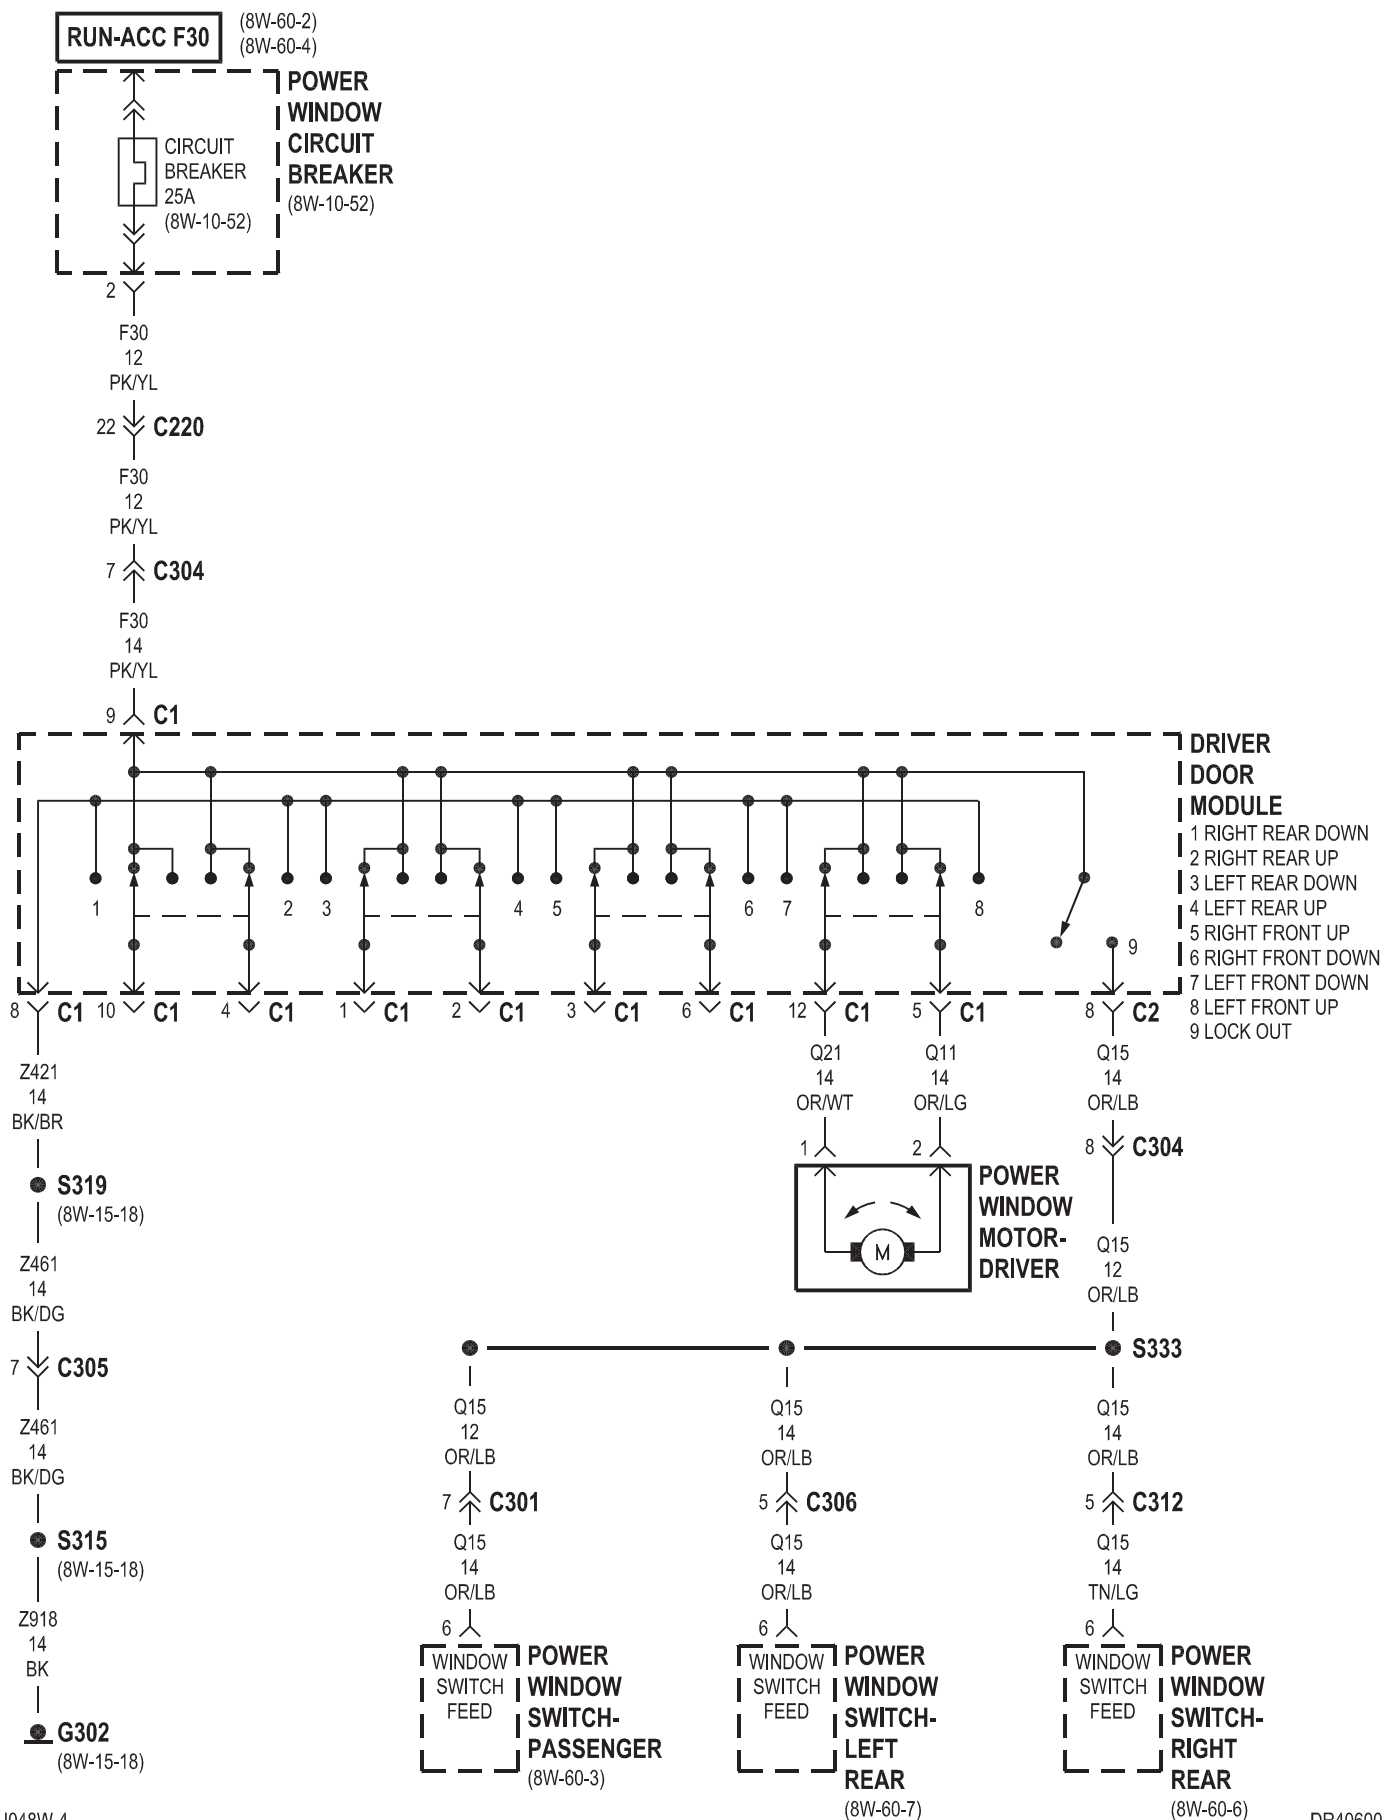 RUN-ACC F30
(8W-60-2)
(8W-60-4)
POWER
WINDOW
CIRCUIT
BREAKER
(8W-10-52)
CIRCUIT
BREAKER
25A
(8W-10-52)
2
F30
12
PK/YL
22 C220
F30
12
PK/YL
7 C304
F30
14
PK/YL
9 C1
DRIVER
DOOR
MODULE
1 RIGHT REAR DOWN
2 RIGHT REAR UP
3 LEFT REAR DOWN
4 LEFT REAR UP
5 RIGHT FRONT UP
6 RIGHT FRONT DOWN
7 LEFT FRONT DOWN
8 LEFT FRONT UP
9 LOCK OUT
1 2 3 4 5 6 7 8
9
8 C1 10 C1 4 C1 1 C1 2 C1 3 C1 6 C1 12 C1 5 C1 8 C2
Z421
14
BK/BR
S319
(8W-15-18)
Z461
14
BK/DG
7 C305
Z461
14
BK/DG
S315
(8W-15-18)
Z918
14
BK
G302
(8W-15-18)
Q21
14
OR/WT
1
Q11
14
OR/LG
2
M
POWER
WINDOW
MOTOR-
DRIVER
Q15
14
OR/LB
8 C304
Q15
12
OR/LB
S333
Q15
12
OR/LB
7 C301
Q15
14
OR/LB
6
WINDOW
SWITCH
FEED
POWER
WINDOW
SWITCH-
PASSENGER
(8W-60-3)
Q15
14
OR/LB
5 C306
Q15
14
OR/LB
6
WINDOW
SWITCH
FEED
POWER
WINDOW
SWITCH-
LEFT
REAR
(8W-60-7)
Q15
14
OR/LB
5 C312
Q15
14
TN/LG
6
WINDOW
SWITCH
FEED
POWER
WINDOW
SWITCH-
RIGHT
REAR
(8W-60-6)